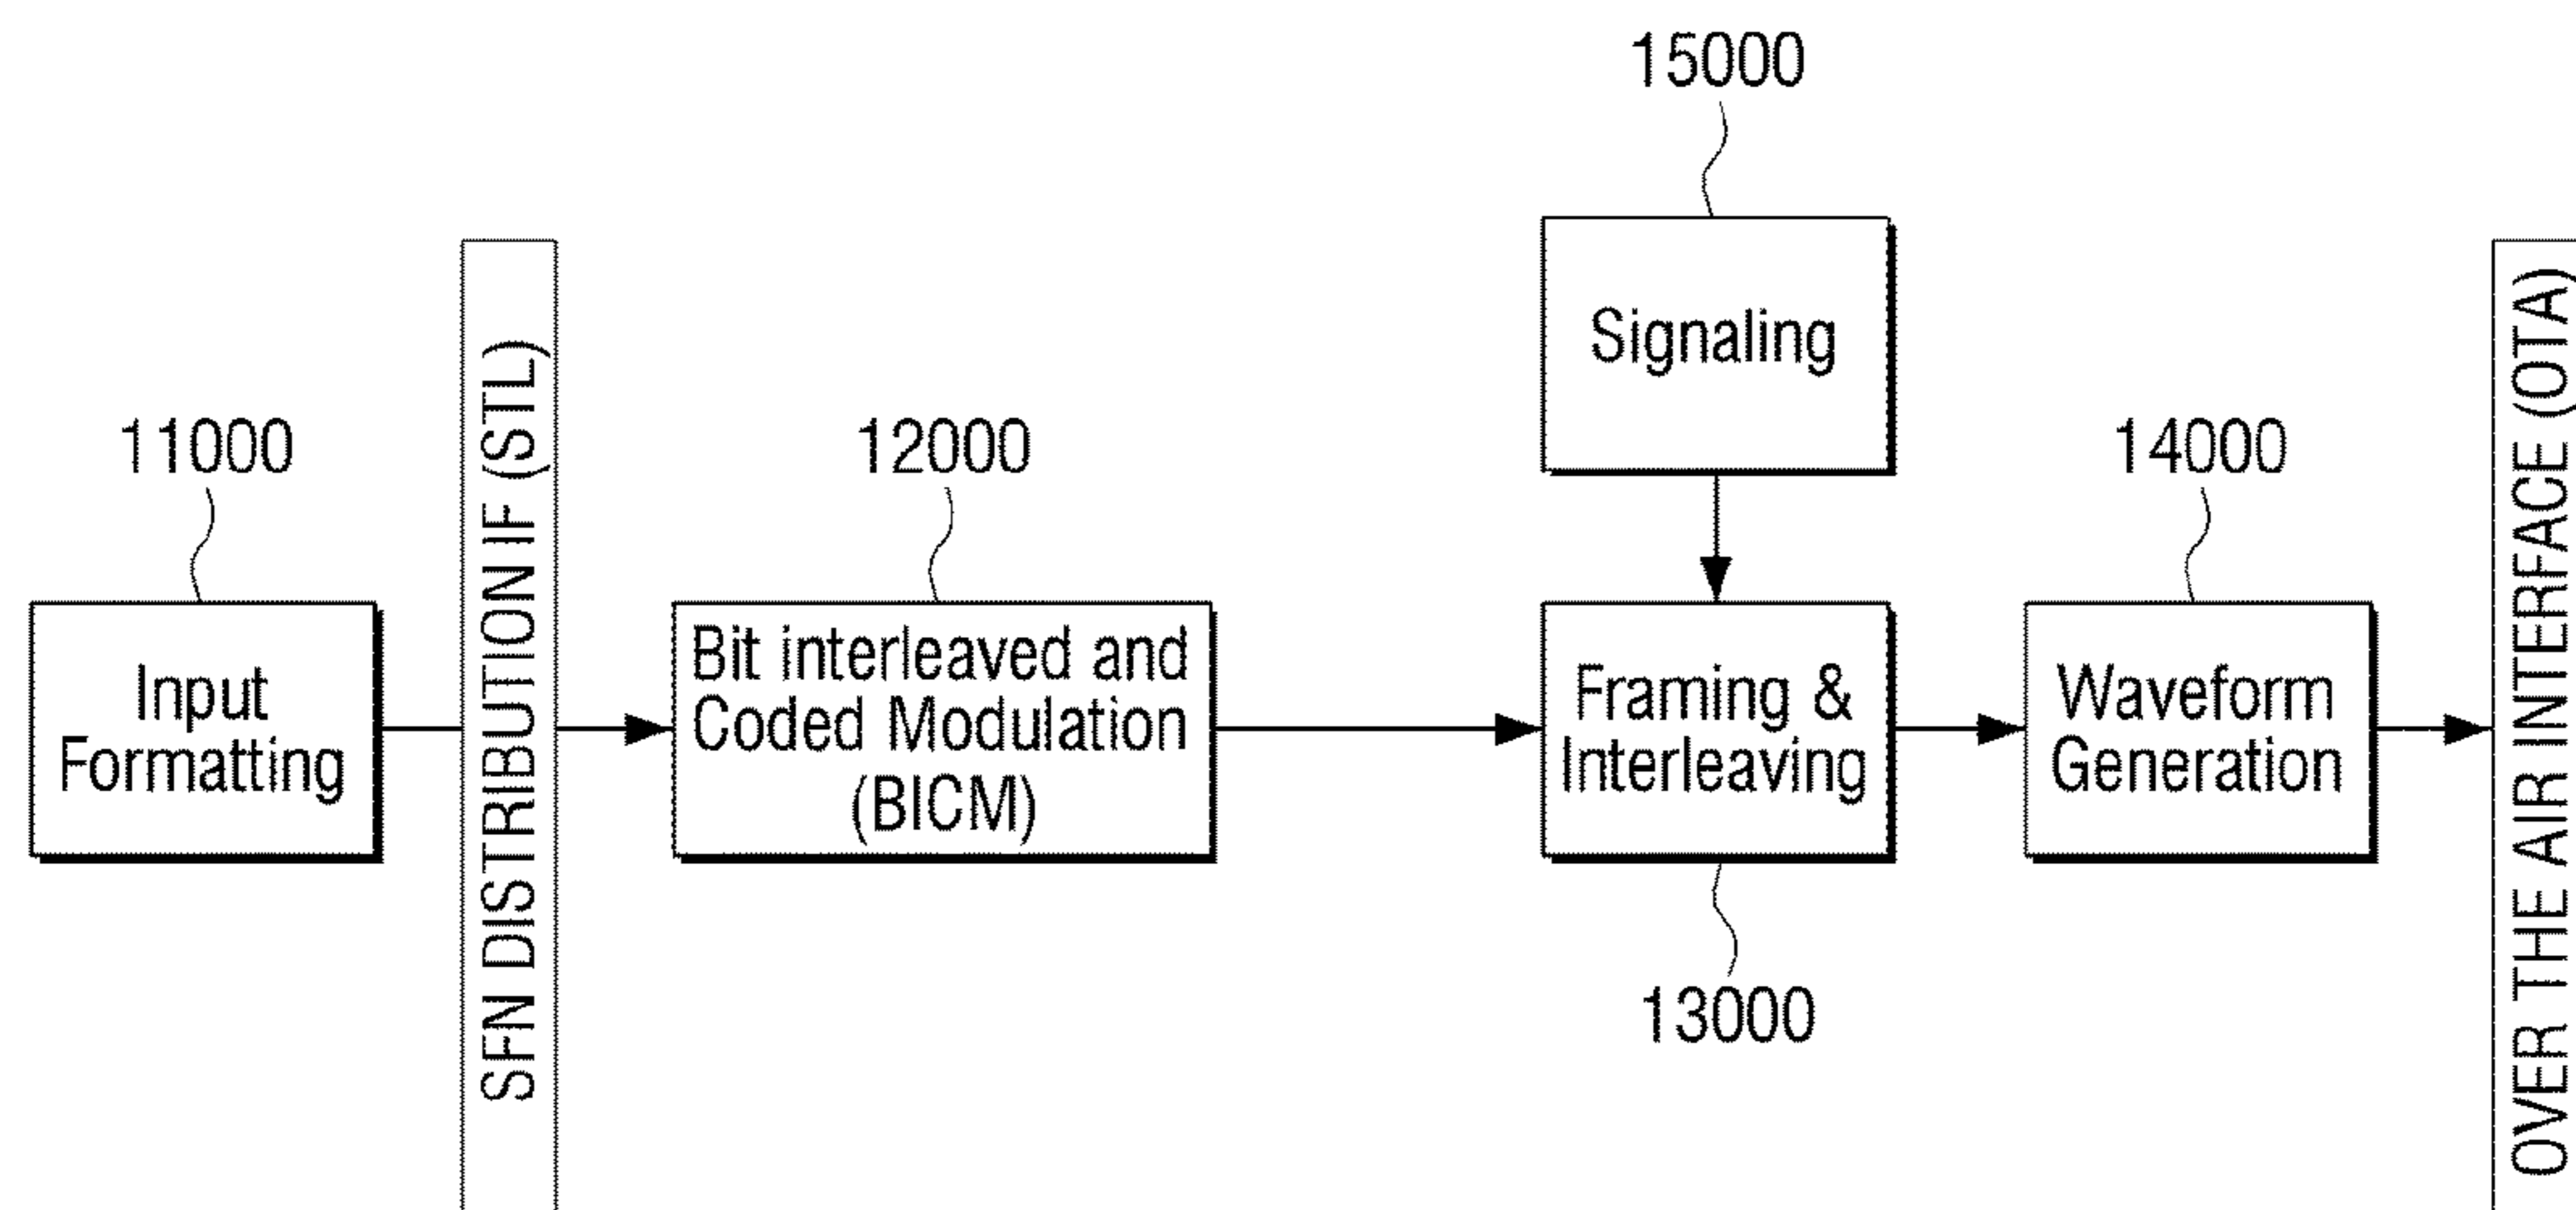 15000
Signaling
11000
12000
14000
Input
Formatting
SFN DISTRIBUTION IF (STL)
Bit interleaved and
Coded Modulation
(BICM)
Framing &
Interleaving
Waveform
Generation
OVER THE AIR INTERFACE (OTA)
13000